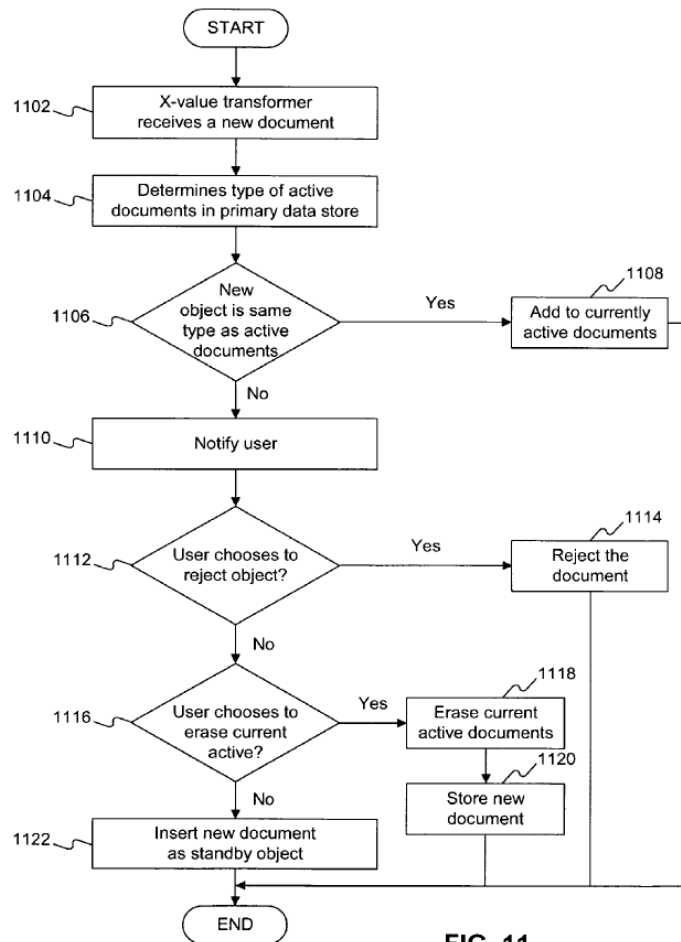 START
1102
X-value transformer
receives a new document
1104
Determines type of active
documents in primary data store
1106
New
object is same
type as active
documents
Yes
1108
Add to currently
active documents
No
1110
Notify user
1112
User chooses to
reject object?
Yes
1114
Reject the
document
No
1116
User chooses to
erase current
active?
Yes
1118
Erase current
active documents
1120
Store new
document
No
1122
Insert new document
as standby object
END
FIG. 11